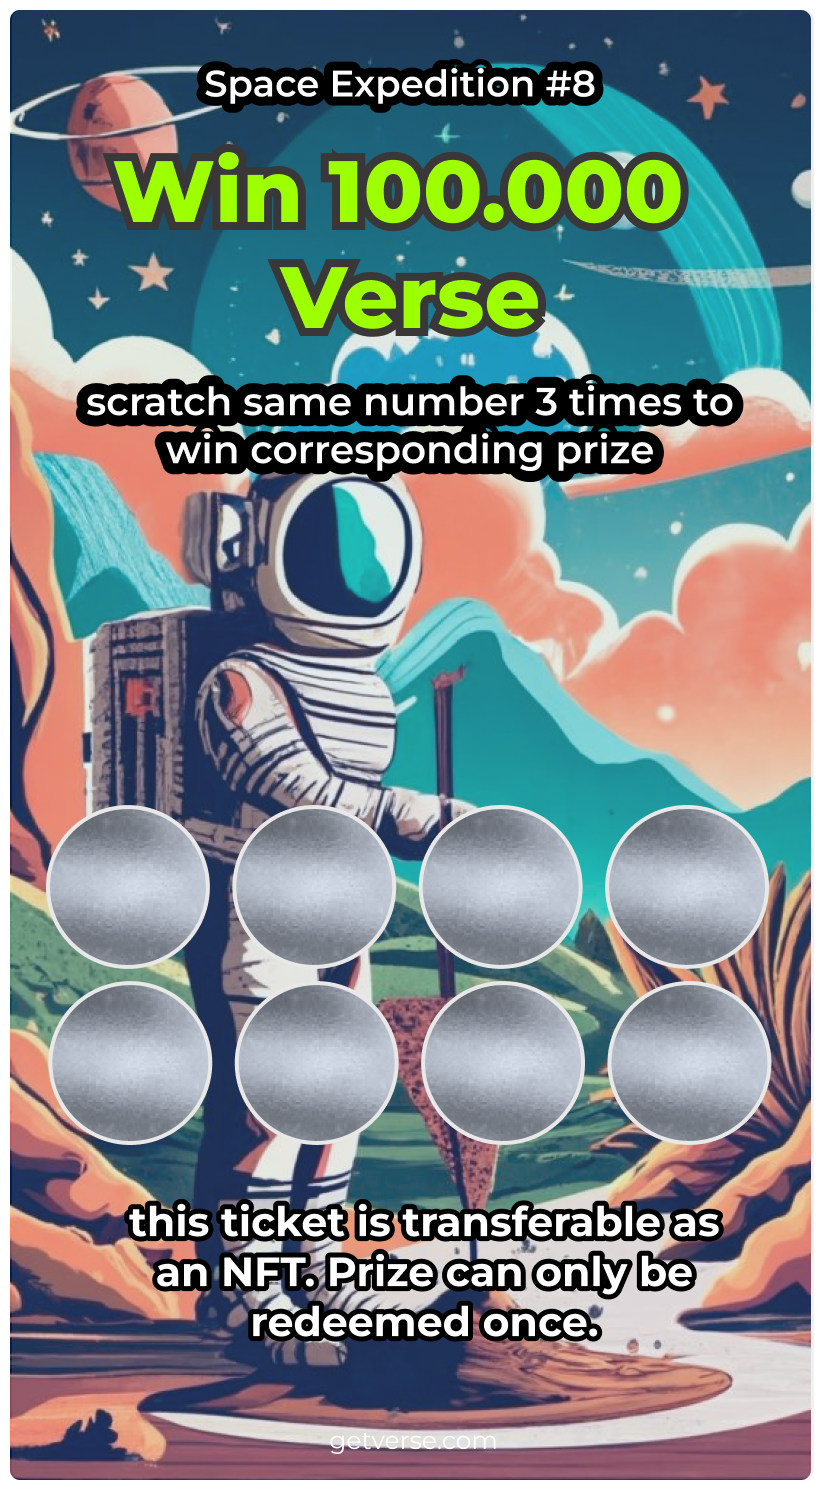 Space Expedition #8
Win 100.000
Verse
scratch same number 3 times to
win corresponding prize
this ticket is transferable as
an NFT. Prize can only be
redeemed once.
getverse.com